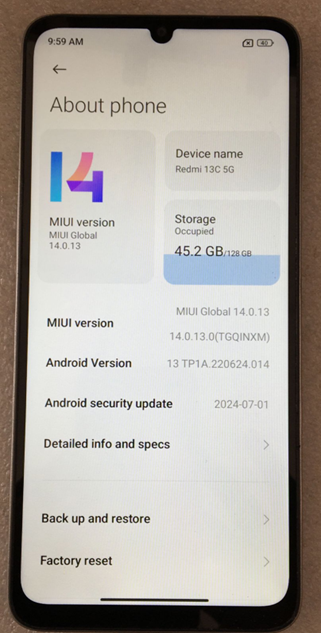 9:59 AM
40
About phone
14
MIUI version
MIUI Global
14.0.13
Device name
Redmi 13C 5G
Storage
Occupied
45.2 GB/128 GB
MIUI version
MIUI Global 14.0.13
14.0.13.0(TGQINXM)
Android Version
13 TP1A.220624.014
Android security update
2024-07-01
Detailed info and specs
Back up and restore
Factory reset